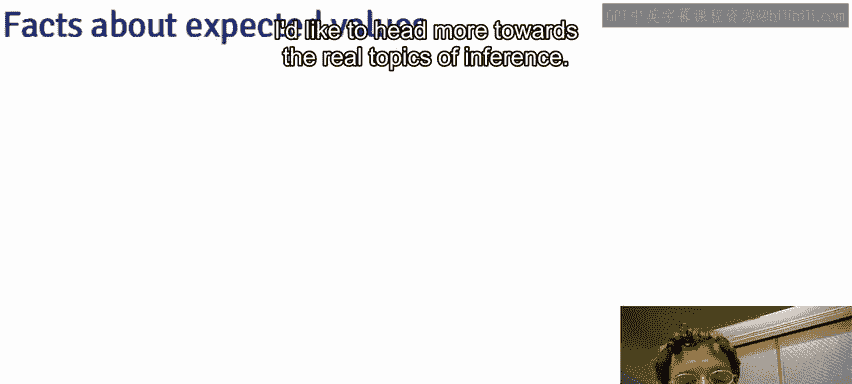 Facts about expected values
I'd like to head more towards
the real topics of inference.